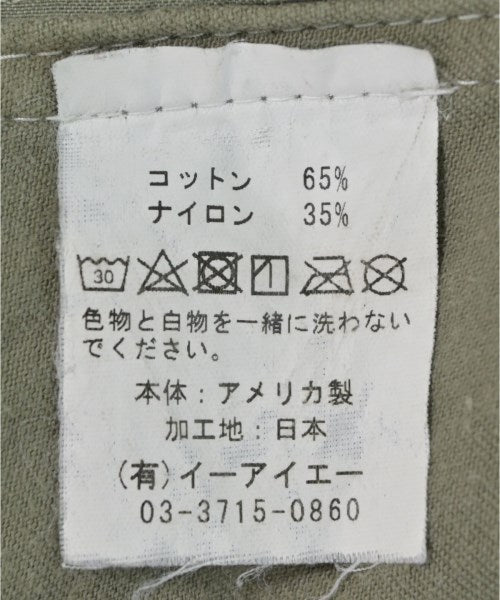 コットン 65%
ナイロン 35%
30
色物と白物を一緒に洗わない
でください。
本体：アメリカ製
加工地：日本
(有)イーアイエー
03-3715-0860